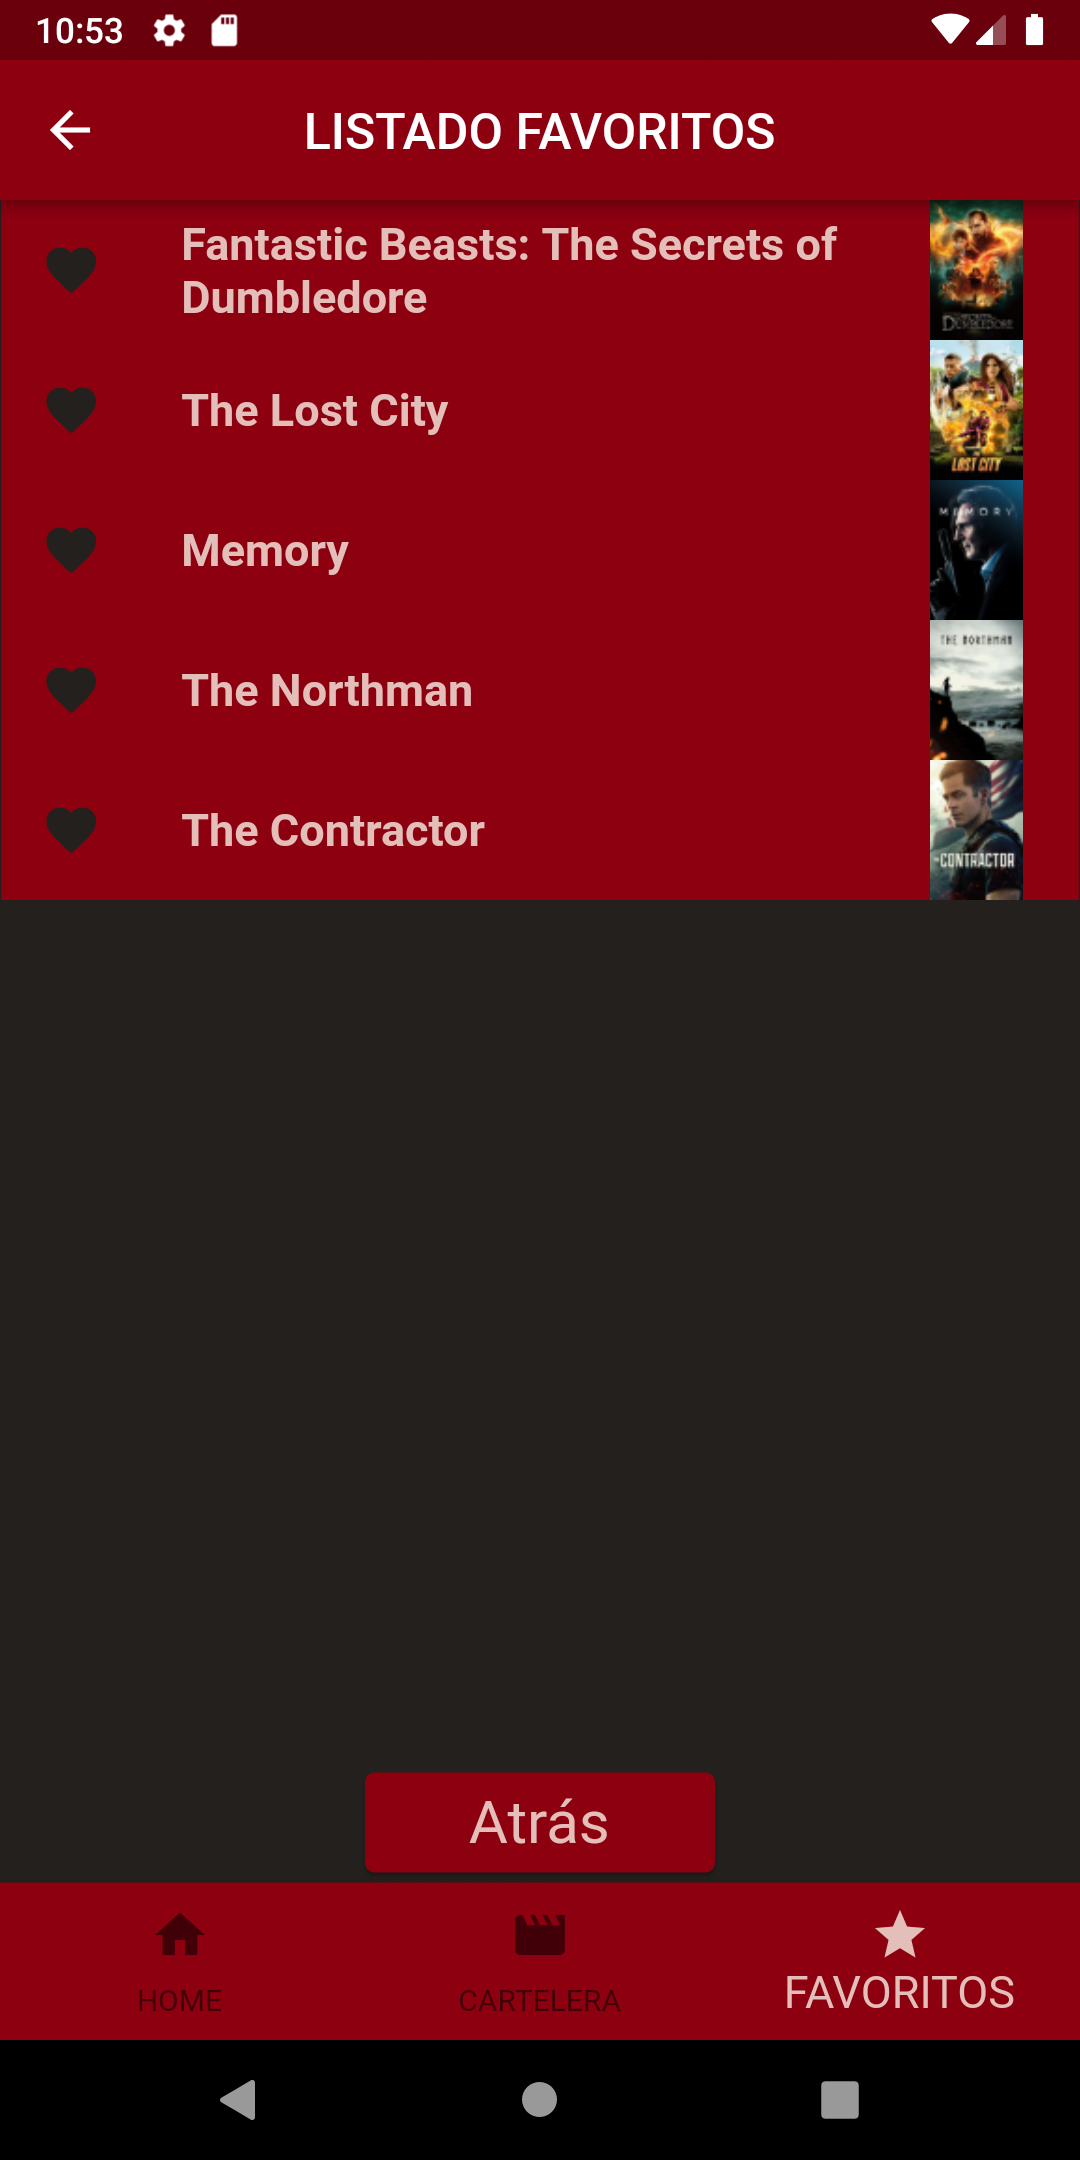 10:53
LISTADO FAVORITOS
Fantastic Beasts: The Secrets of
Dumbledore
DUMBLEDORE
The Lost City
LOST CITY
Memory
MEMORY
The Northman
THE NORTHMAN
The Contractor
CONTRACTOR
Atrás
HOME
CARTELERA
FAVORITOS